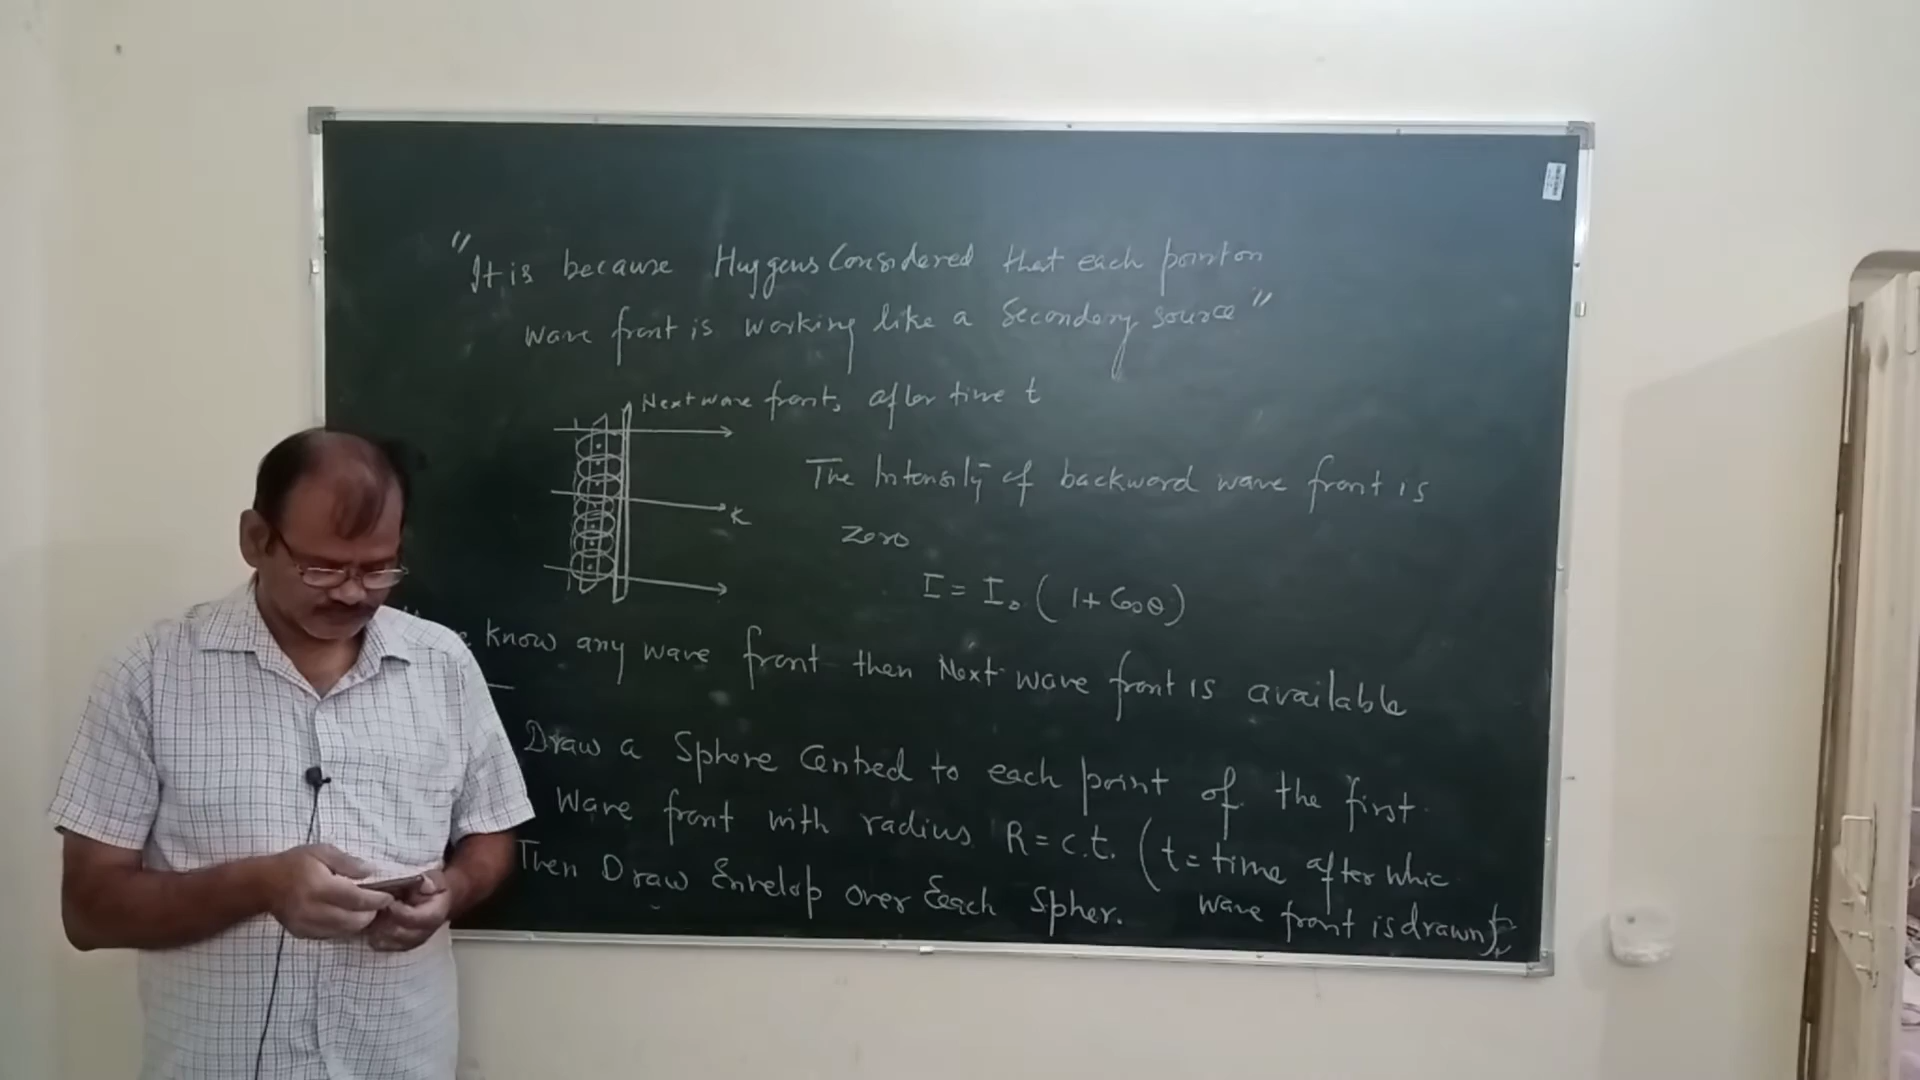 "It is because Huygens Considered that each point on
wave front is working like a Secondary source"
Next wave front, after time t
K
The Intensity of backward wave front is
Zero
I = I₀ (1 + Cosθ)
know any wave front then Next wave front is available
Draw a Sphere Centred to each point of the first
wave front with radius R = c.t. (t = time after whic
wave front is drawn)
Then Draw Envelop over Each Spher.